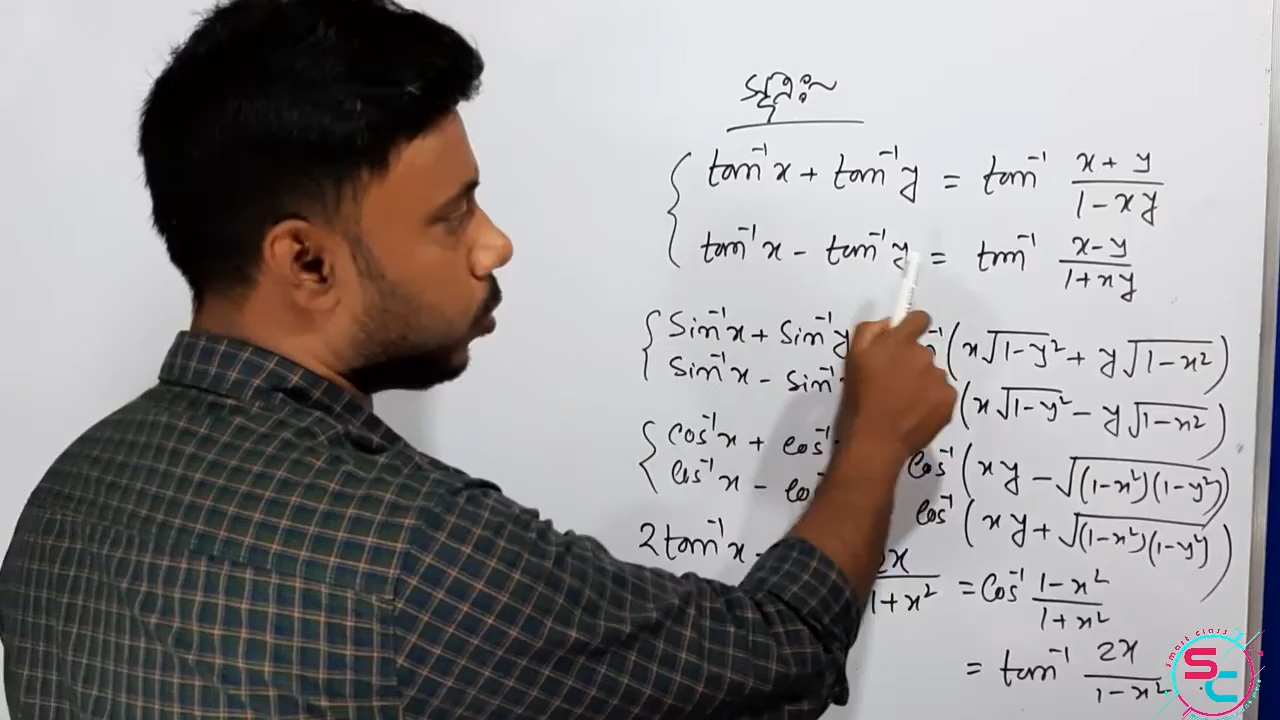 সূত্রঃ~
tan⁻¹x + tan⁻¹y = tan⁻¹ (x + y)/(1 - xy)
tan⁻¹x - tan⁻¹y = tan⁻¹ (x - y)/(1 + xy)
Sin⁻¹x + Sin⁻¹y (x√(1-y²) + y√(1-x²))
Sin⁻¹x - Sin⁻¹ (x√(1-y²) - y√(1-x²))
Cos⁻¹x + Cos⁻¹ Cos⁻¹(xy - √((1-x²)(1-y²)))
Cos⁻¹x - Cos⁻¹ Cos⁻¹(xy + √((1-x²)(1-y²)))
2tan⁻¹x 2x/(1+x²) = Cos⁻¹ (1-x²)/(1+x²)
= tan⁻¹ 2x/(1-x²)
smart class
SC